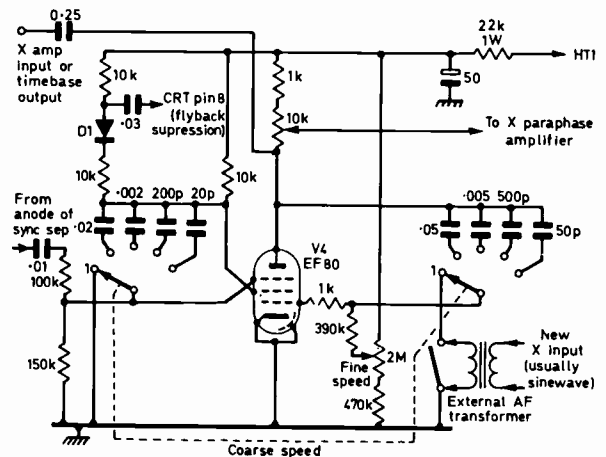 0.25
X amp
input or
timebase
output
10k
CRT pin 8
(flyback
supression)
.03
D1
10k
1k
10k
10k
22k
1W
HT1
50
To X paraphase
amplifier
From
anode of
sync sep
.02
.002
200p
20p
.01
100k
150k
1
V4
EF80
1k
390k
Fine
speed
2M
470k
.05
.005
500p
50p
1
New
X input
(usually
sinewave)
External AF
transformer
Coarse speed